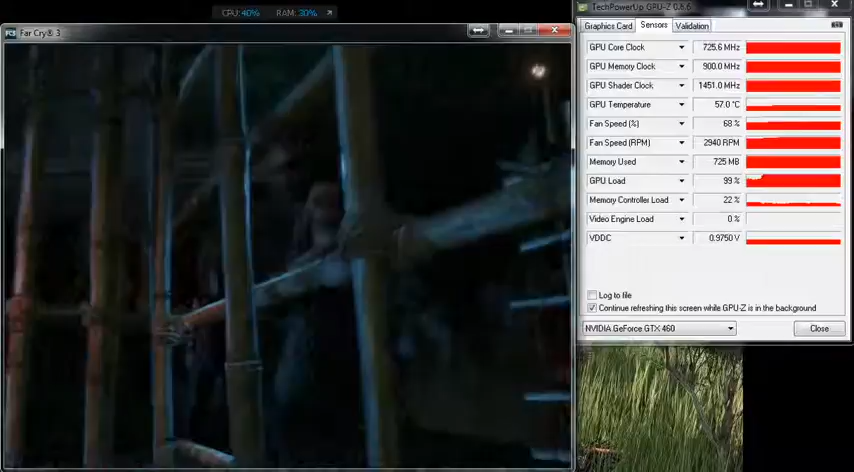 CPU: 40% RAM: 30%
TechPowerUp GPU-Z 0.6.6
Far Cry® 3
Graphics Card Sensors Validation
GPU Core Clock 725.6 MHz
GPU Memory Clock 900.0 MHz
GPU Shader Clock 1451.0 MHz
GPU Temperature 57.0 °C
Fan Speed (%) 68 %
Fan Speed (RPM) 2940 RPM
Memory Used 725 MB
GPU Load 99 %
Memory Controller Load 22 %
Video Engine Load 0 %
VDDC 0.9750 V
Log to file
Continue refreshing this screen while GPU-Z is in the background
NVIDIA GeForce GTX 460 Close